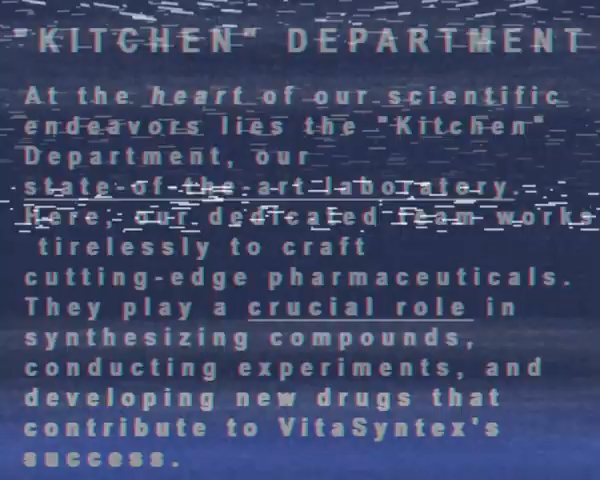 "KITCHEN" DEPARTMENT
At the heart of our scientific
endeavors lies the "Kitchen"
Department, our
state-of-the-art laboratory.
Here, our dedicated team works
tirelessly to craft
cutting-edge pharmaceuticals.
They play a crucial role in
synthesizing compounds,
conducting experiments, and
developing new drugs that
contribute to VitaSyntex's
success.